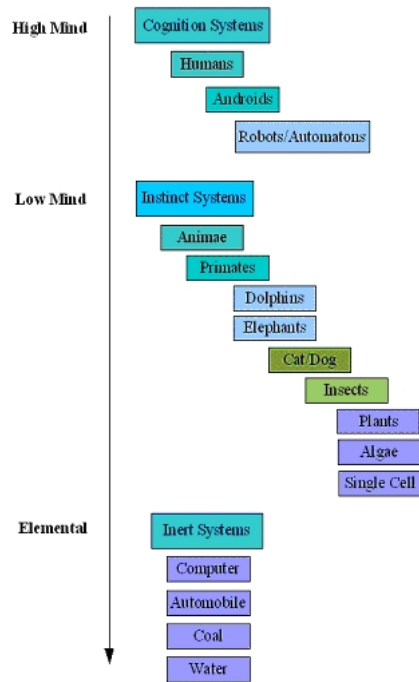 High Mind
Cognition Systems
Humans
Androids
Robots/Automatons
Low Mind
Instinct Systems
Animae
Primates
Dolphins
Elephants
Cat/Dog
Insects
Plants
Algae
Single Cell
Elemental
Inert Systems
Computer
Automobile
Coal
Water